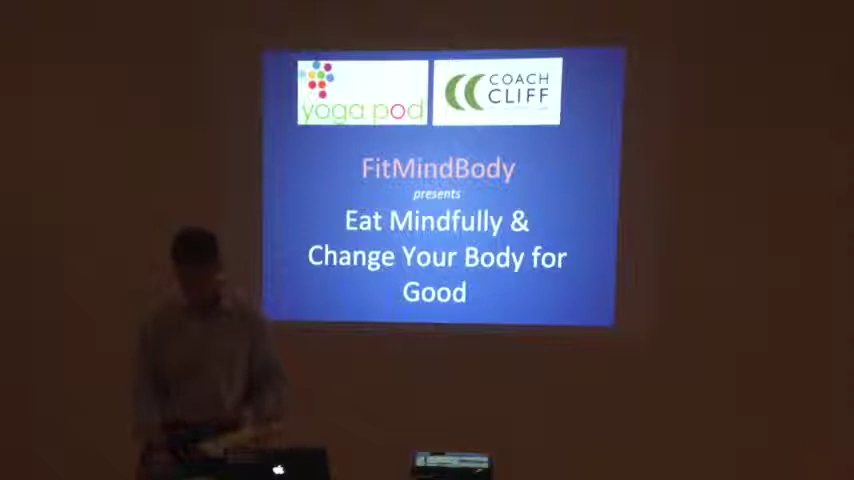 yoga pod
COACH
CLIFF
FitMindBody
presents
Eat Mindfully &
Change Your Body for
Good